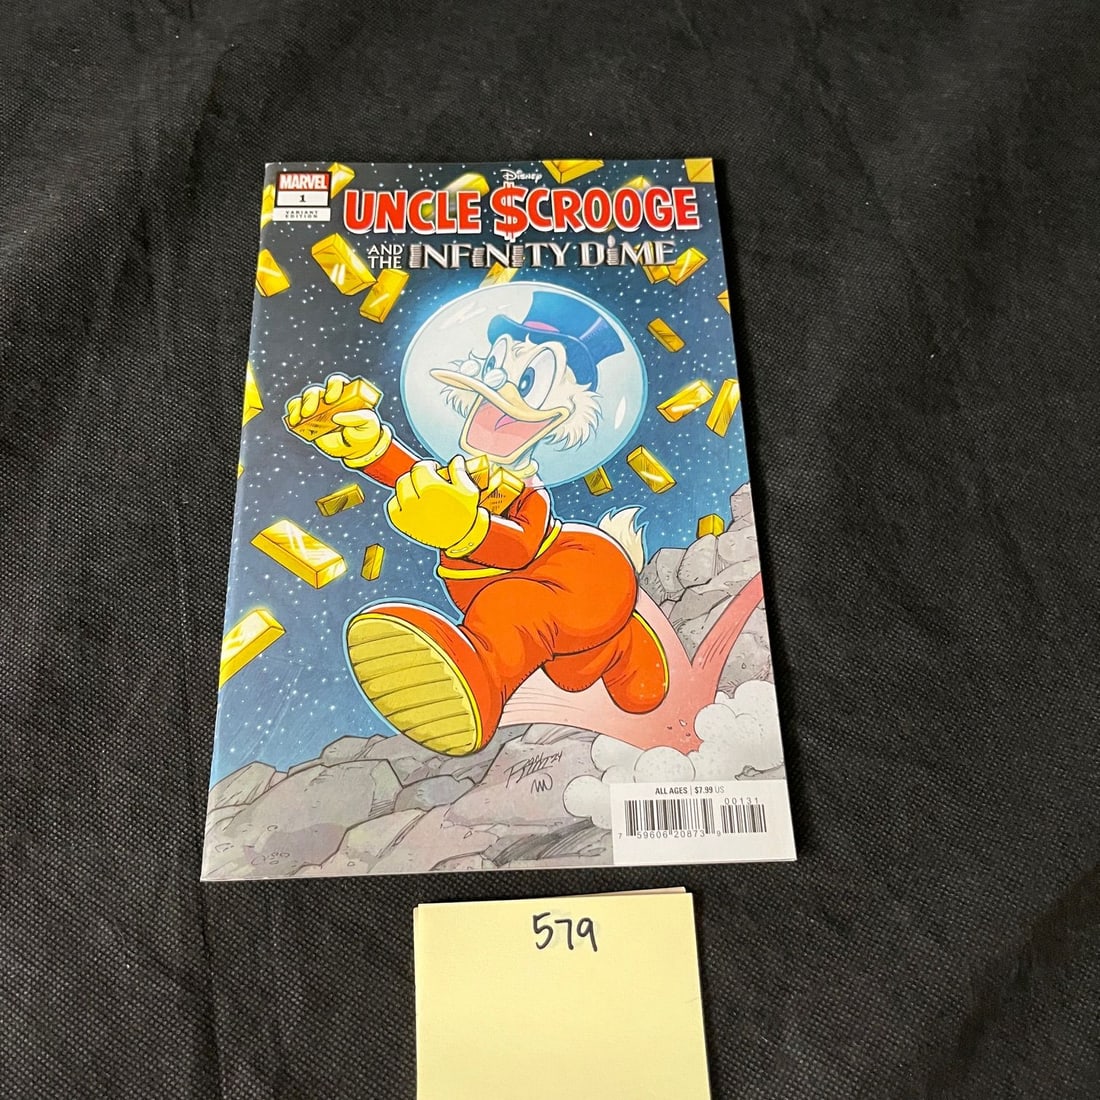 MARVEL
1
VARIANT
EDITION
Disney
UNCLE $CROOGE
AND THE INFINITY DIME
ALL AGES | $7.99 US
00131
7 59606 20873 9
579